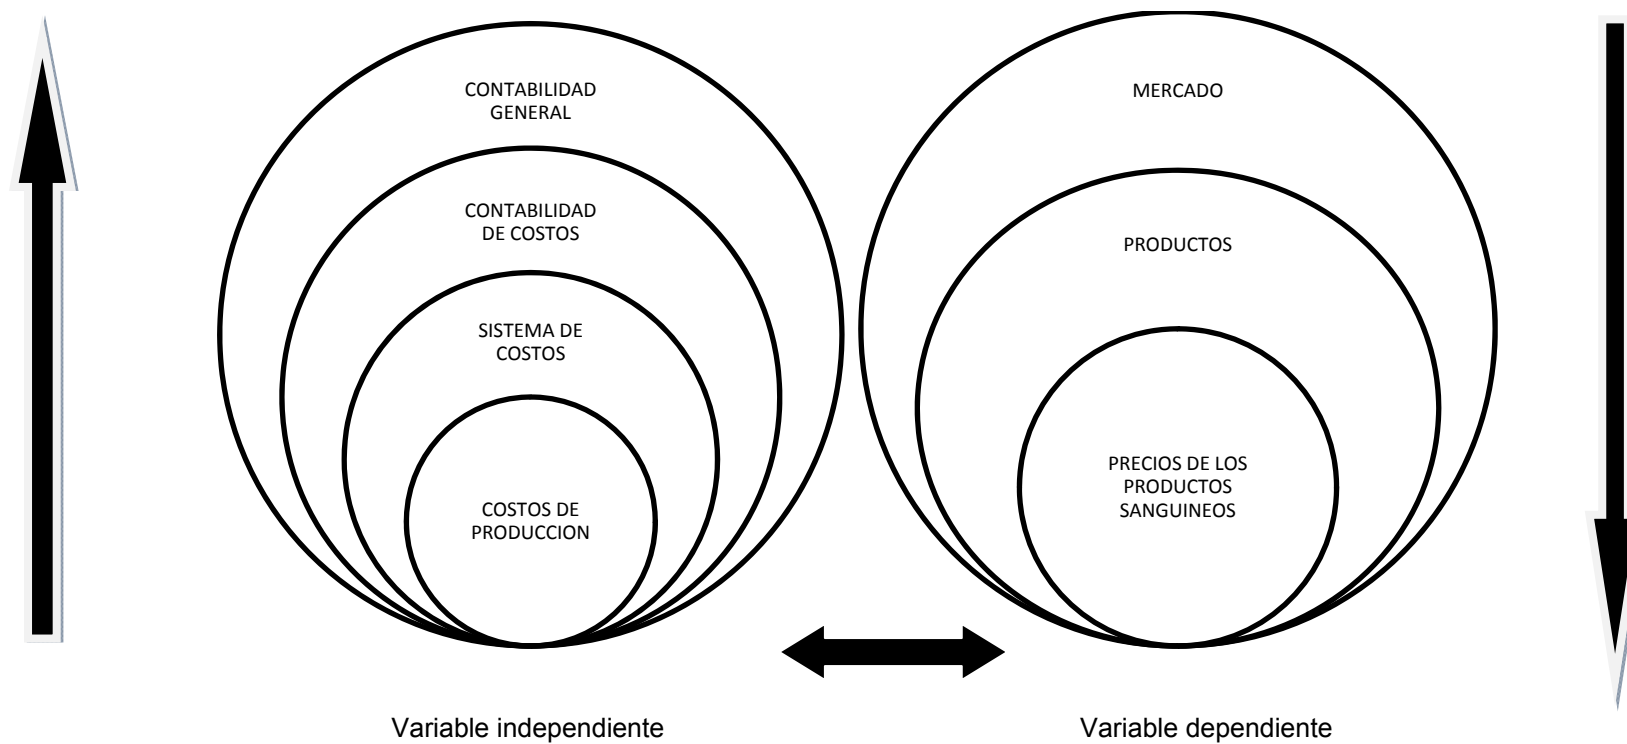 CONTABILIDAD
GENERAL
CONTABILIDAD
DE COSTOS
SISTEMA DE
COSTOS
COSTOS DE
PRODUCCION
MERCADO
PRODUCTOS
PRECIOS DE LOS
PRODUCTOS
SANGUINEOS
Variable independiente
Variable dependiente